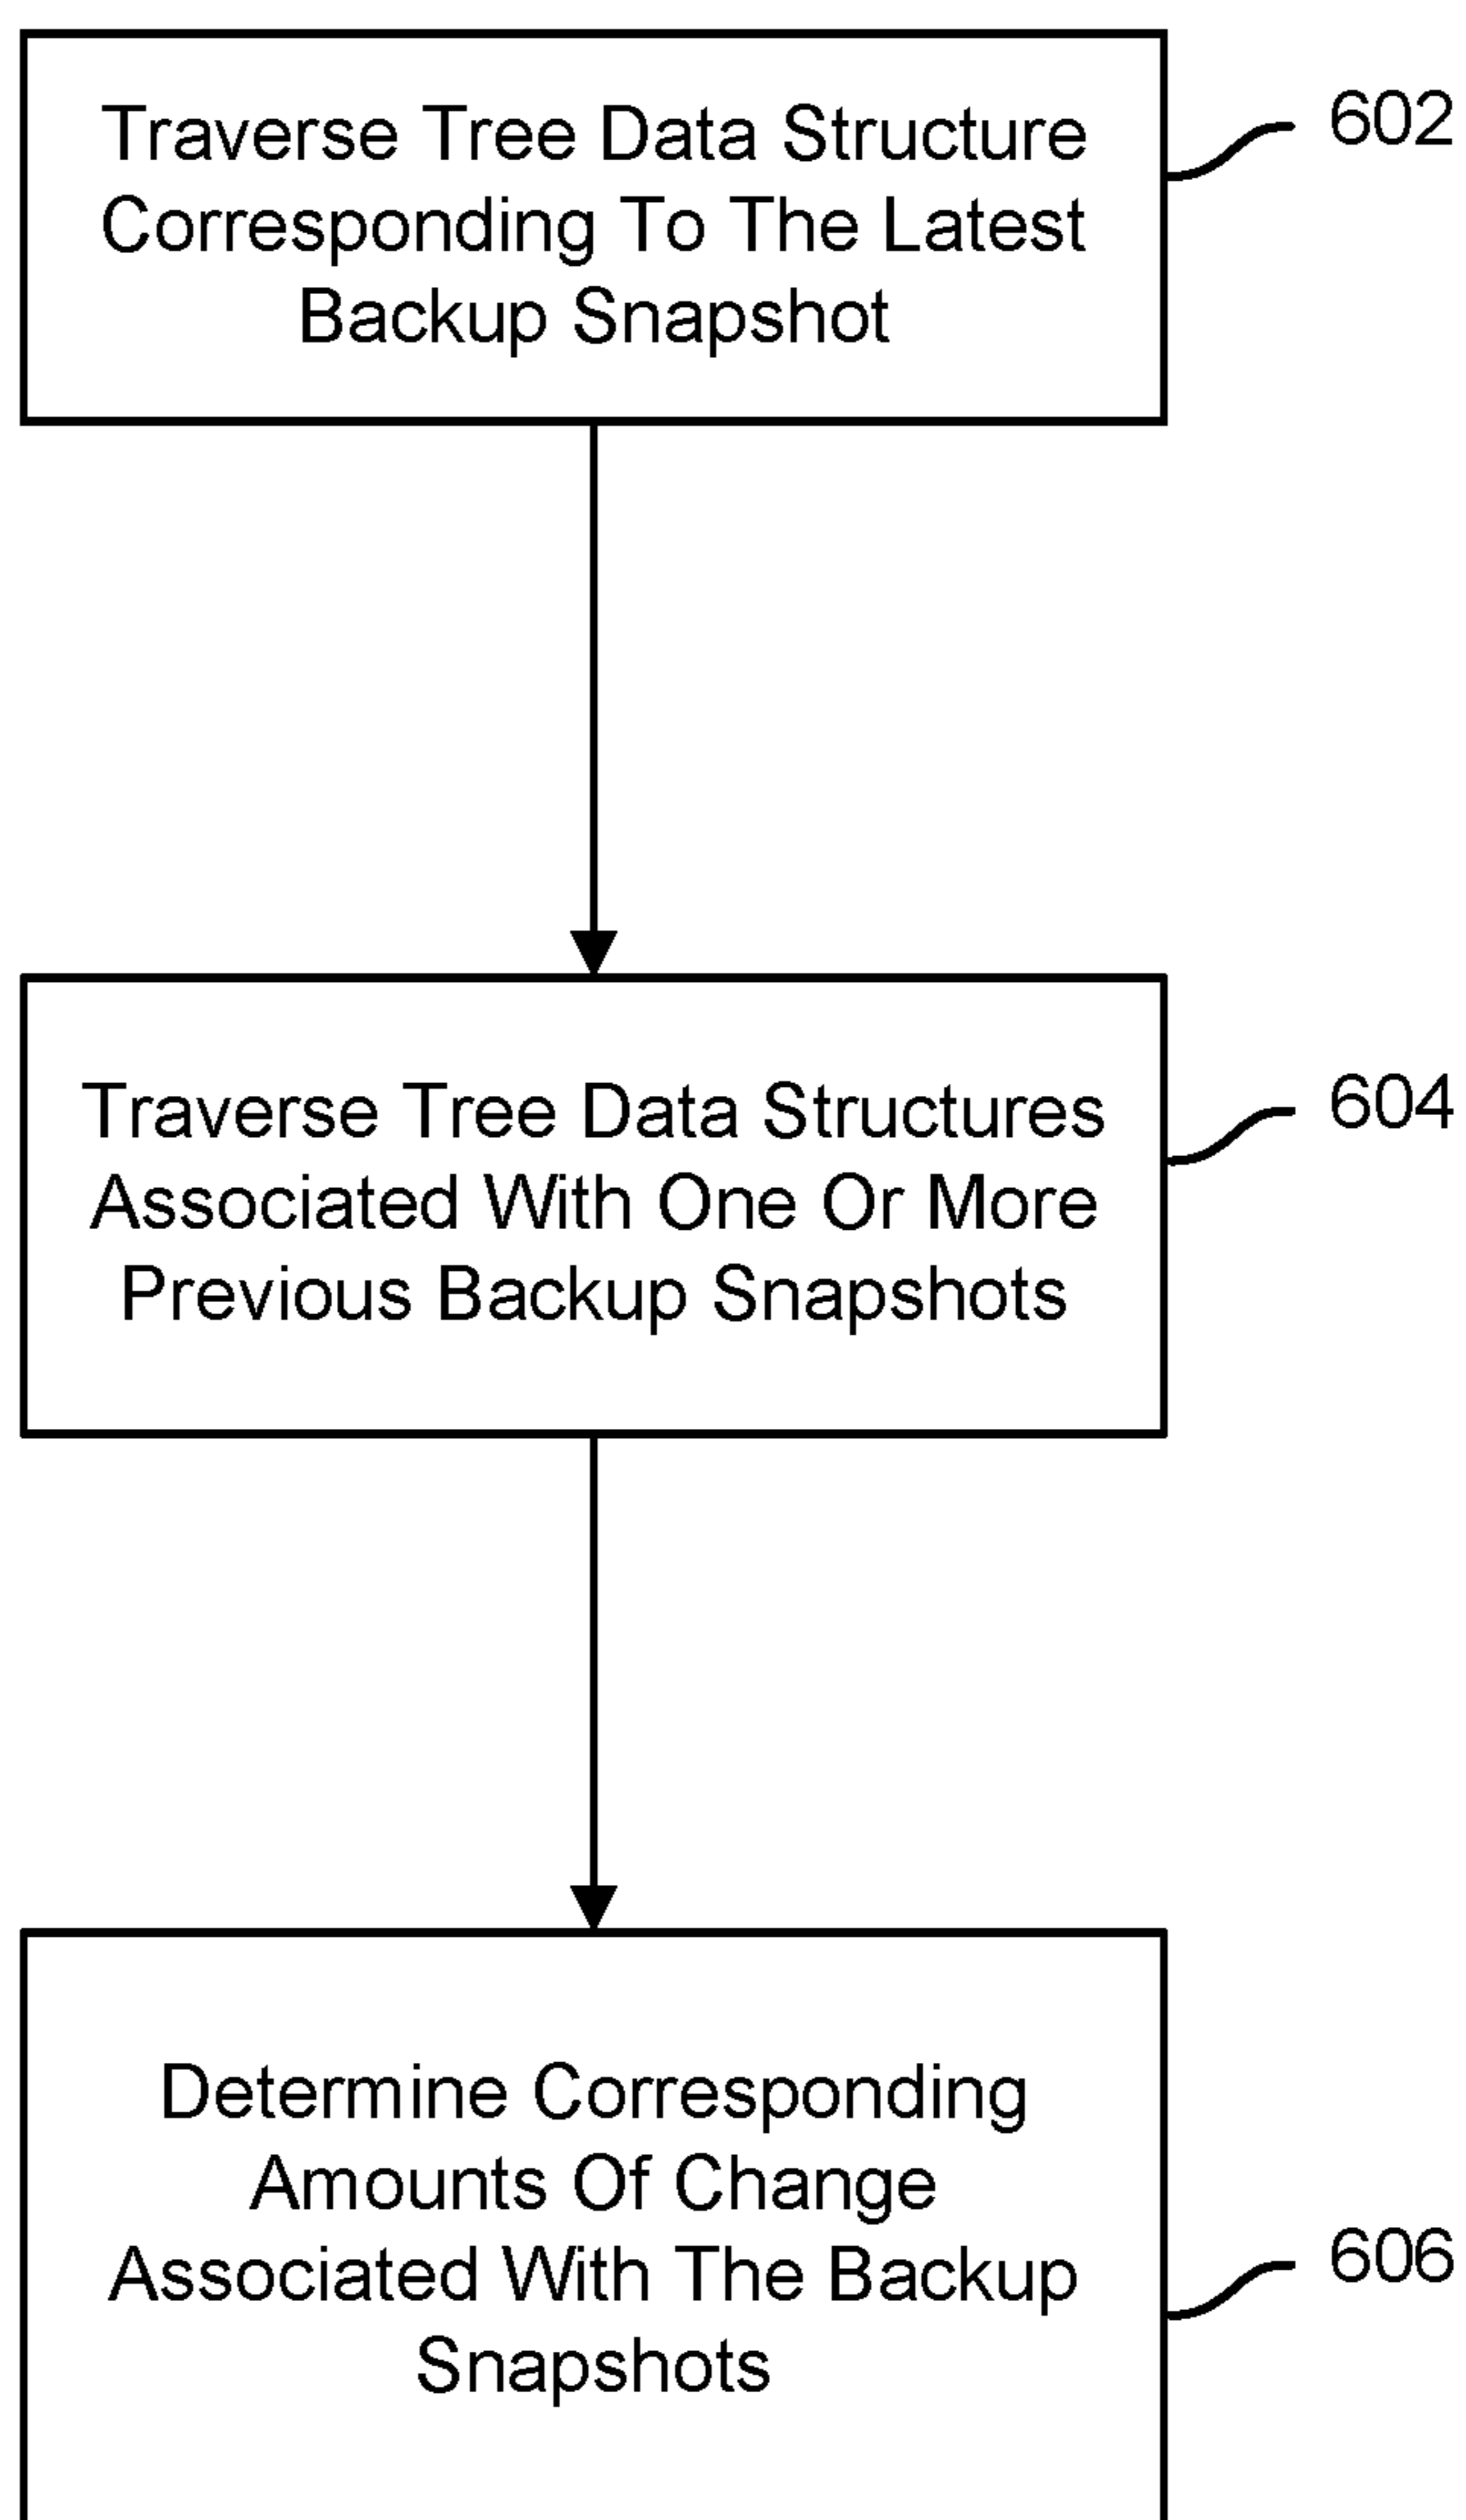 Traverse Tree Data Structure
Corresponding To The Latest
Backup Snapshot
602
Traverse Tree Data Structures
Associated With One Or More
Previous Backup Snapshots
604
Determine Corresponding
Amounts Of Change
Associated With The Backup
Snapshots
606